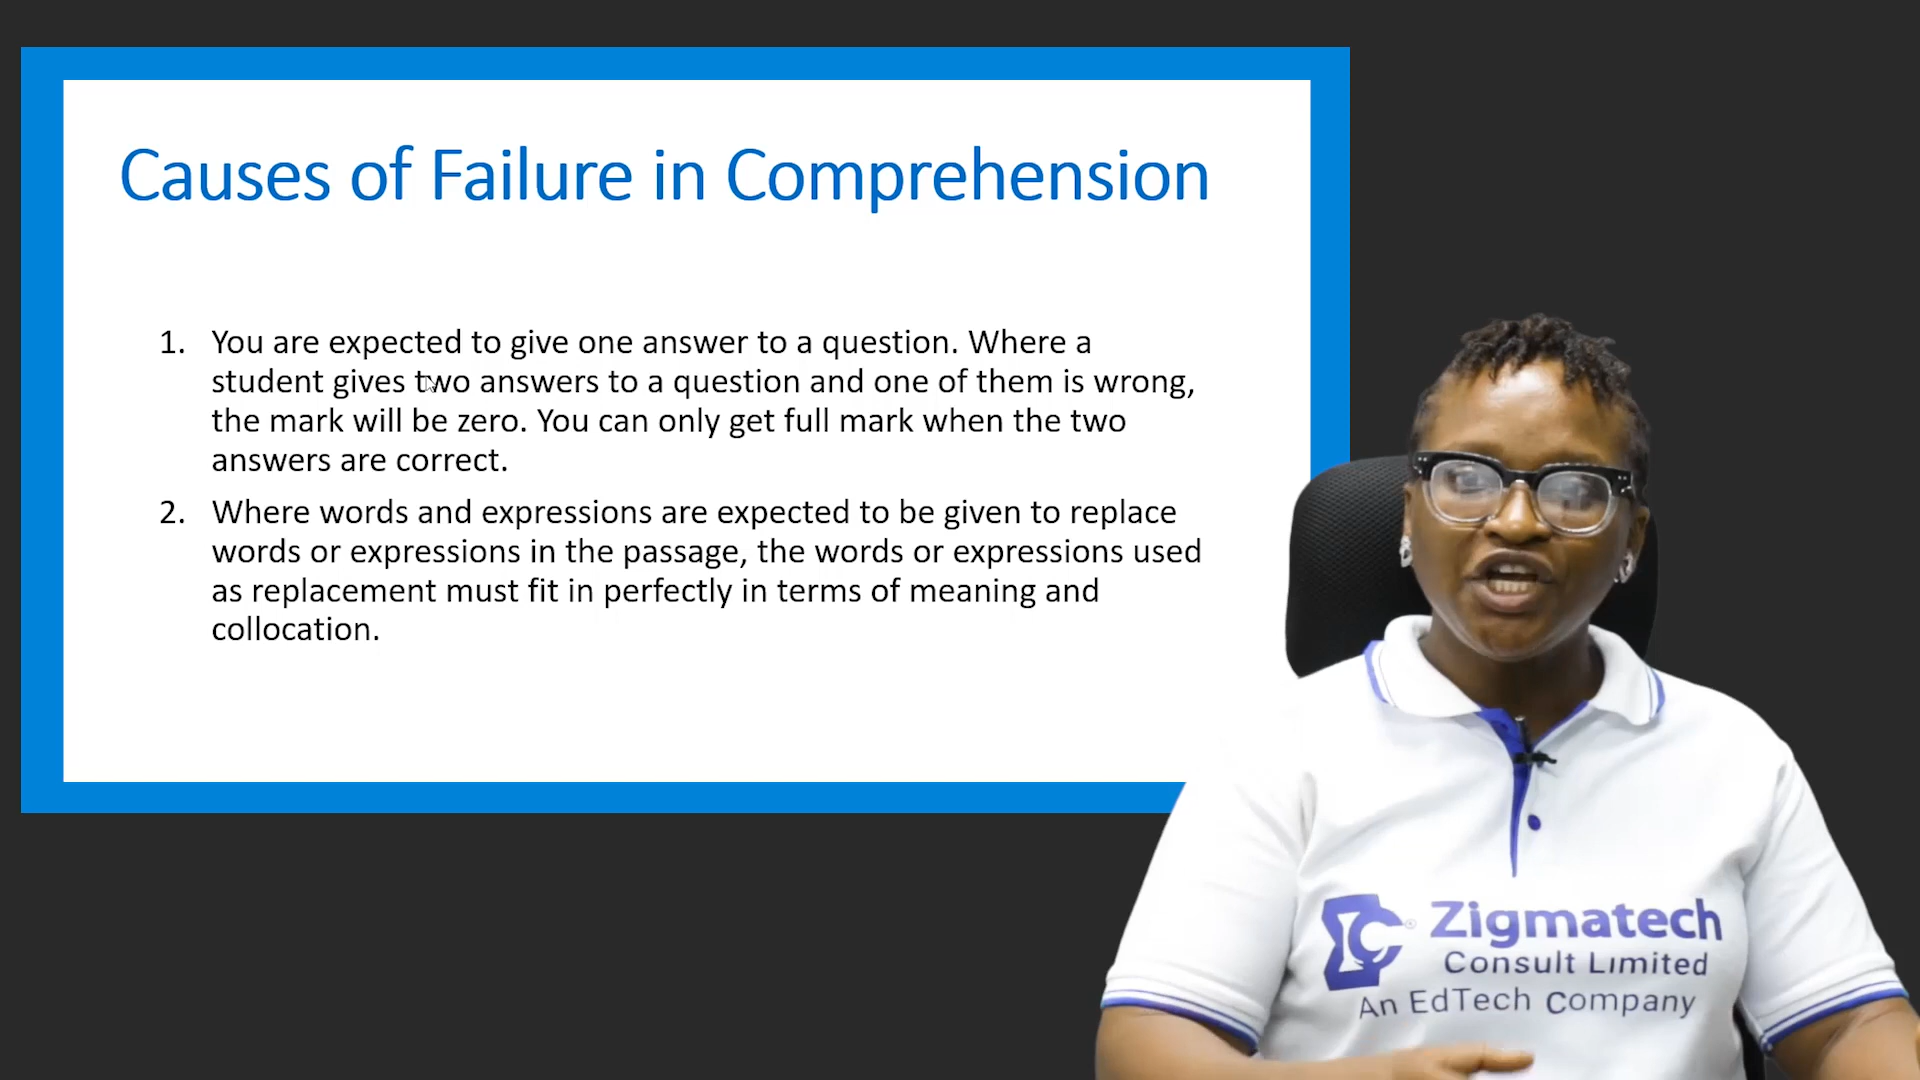 Causes of Failure in Comprehension
1. You are expected to give one answer to a question. Where a
student gives two answers to a question and one of them is wrong,
the mark will be zero. You can only get full mark when the two
answers are correct.
2. Where words and expressions are expected to be given to replace
words or expressions in the passage, the words or expressions used
as replacement must fit in perfectly in terms of meaning and
collocation.
Zigmatech
Consult Limited
An EdTech Company